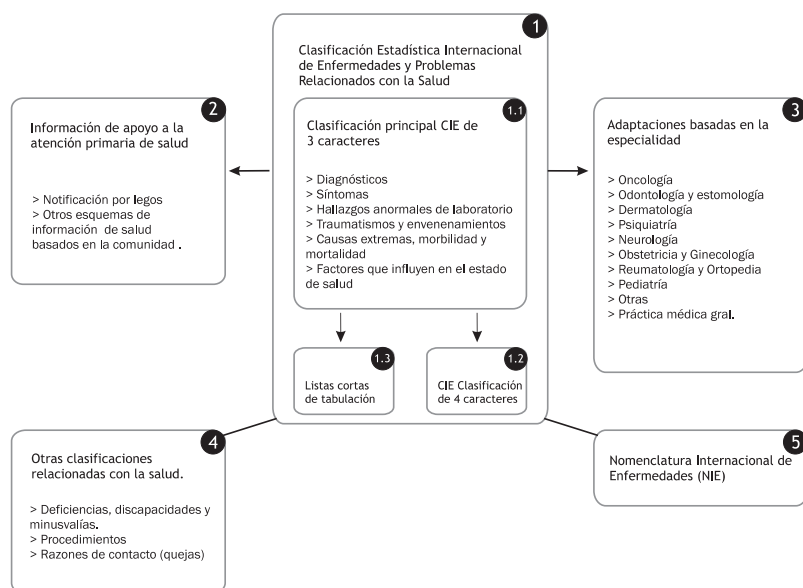 1
Clasificación Estadística Internacional
de Enfermedades y Problemas
Relacionados con la Salud
1.1
Clasificación principal CIE de
3 caracteres
> Diagnósticos
> Síntomas
> Hallazgos anormales de laboratorio
> Traumatismos y envenenamientos
> Causas extremas, morbilidad y
mortalidad
> Factores que influyen en el estado
de salud
1.3
Listas cortas
de tabulación
1.2
CIE Clasificación
de 4 caracteres
2
Información de apoyo a la
atención primaria de salud
> Notificación por legos
> Otros esquemas de
información de salud
basados en la comunidad .
3
Adaptaciones basadas en la
especialidad
> Oncología
> Odontología y estomología
> Dermatología
> Psiquiatría
> Neurología
> Obstetricia y Ginecología
> Reumatología y Ortopedia
> Pediatría
> Otras
> Práctica médica gral.
4
Otras clasificaciones
relacionadas con la salud.
> Deficiencias, discapacidades y
minusvalías.
> Procedimientos
> Razones de contacto (quejas)
5
Nomenclatura Internacional de
Enfermedades (NIE)